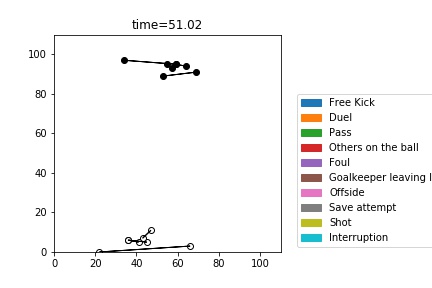 time=51.02
100
80
60
40
20
0
0 20 40 60 80 100
Free Kick
Duel
Pass
Others on the ball
Foul
Goalkeeper leaving l
Offside
Save attempt
Shot
Interruption